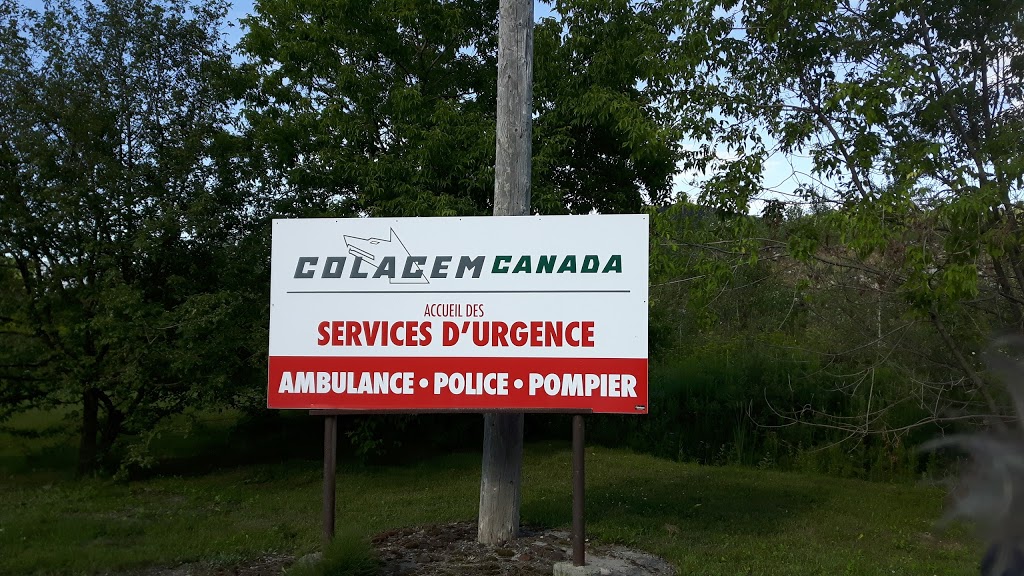 COLACEM CANADA
ACCUEIL DES
SERVICES D'URGENCE
AMBULANCE • POLICE • POMPIER